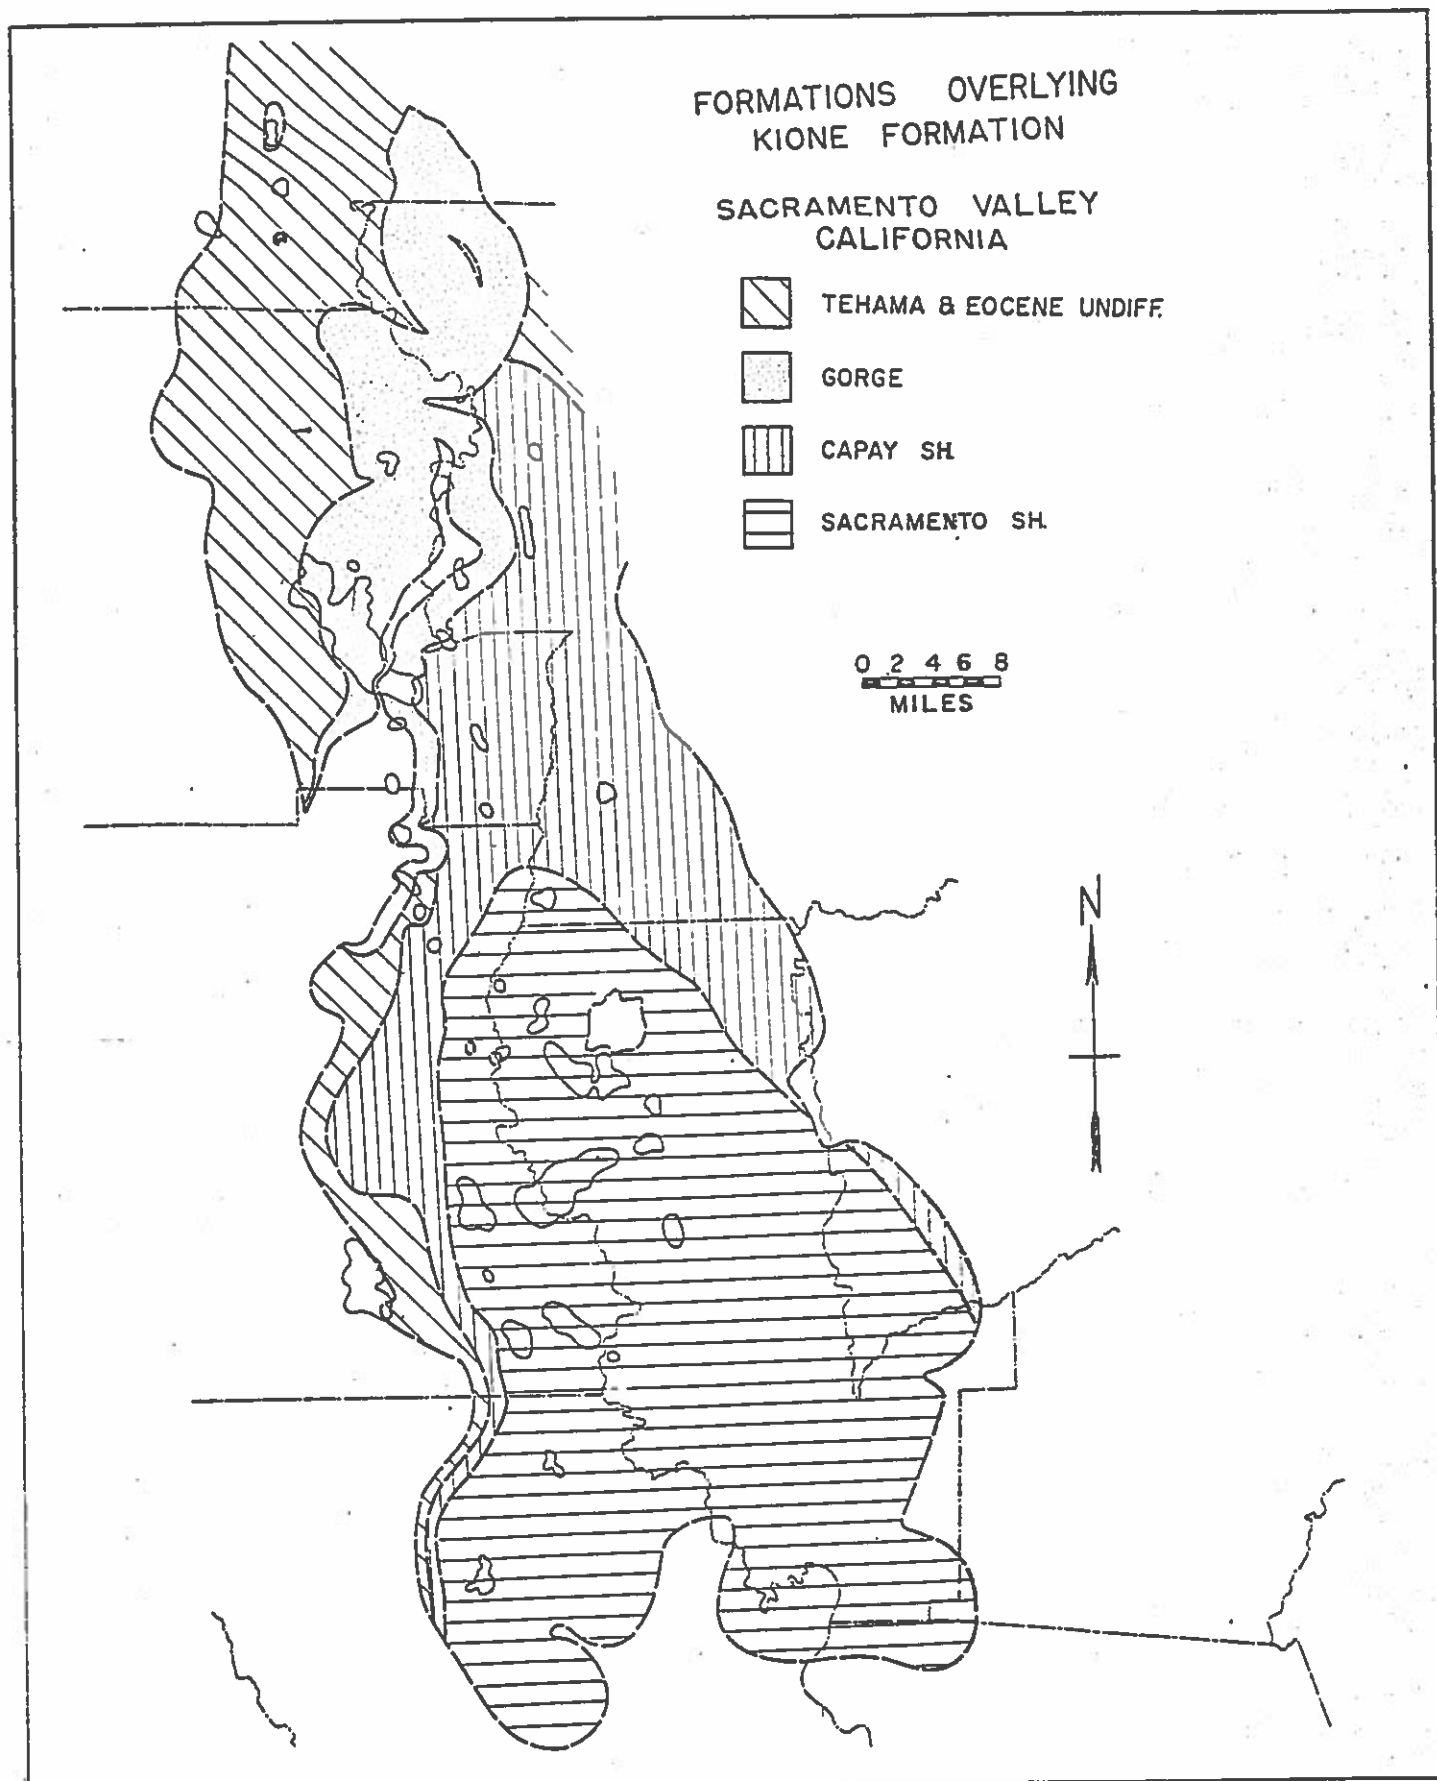 FORMATIONS OVERLYING
KIONE FORMATION
SACRAMENTO VALLEY
CALIFORNIA
TEHAMA & EOCENE UNDIFF.
GORGE
CAPAY SH.
SACRAMENTO SH.
0 2 4 6 8
MILES
N